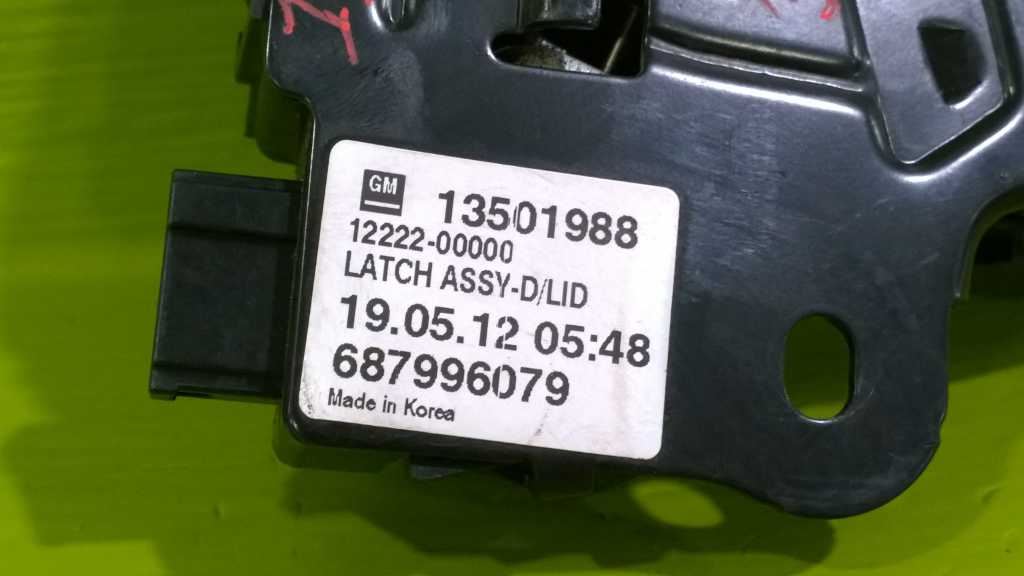 GM 13501988
12222-00000
LATCH ASSY-D/LID
19.05.12 05:48
687996079
Made in Korea